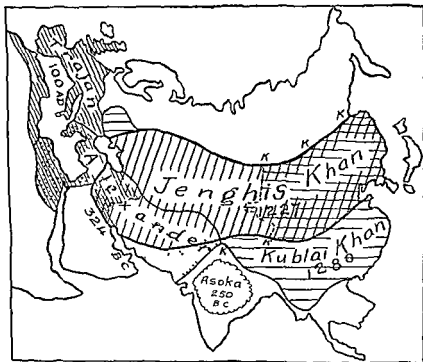 Trajan
100 AD
Alexander
324
BC
Jenghis
Khan
1227
K
K
K
K
K
Kublai Khan
1280
Asoka
250
BC